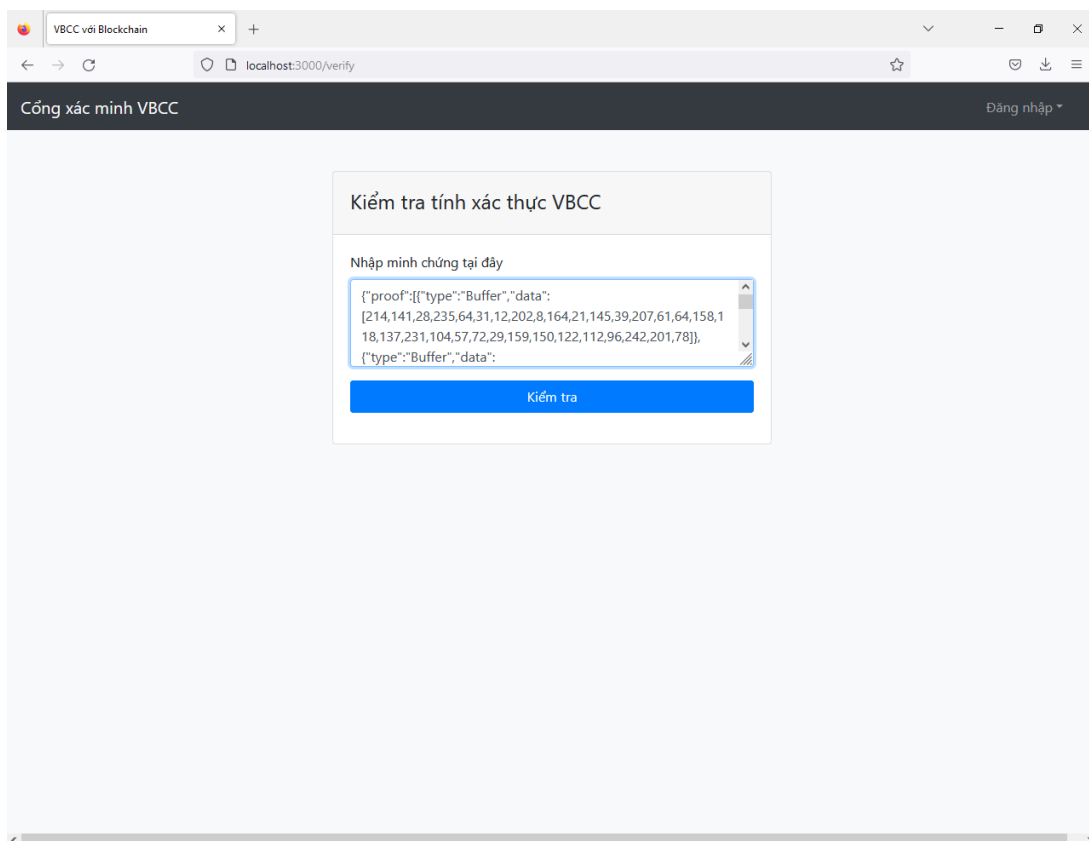 VBCC với Blockchain
localhost:3000/verify
Cổng xác minh VBCC
Đăng nhập
Kiểm tra tính xác thực VBCC
Nhập minh chứng tại đây
{"proof":[{"type":"Buffer","data":
[214,141,28,235,64,31,12,202,8,164,21,145,39,207,61,64,158,1
18,137,231,104,57,72,29,159,150,122,112,96,242,201,78]},
{"type":"Buffer","data":
Kiểm tra